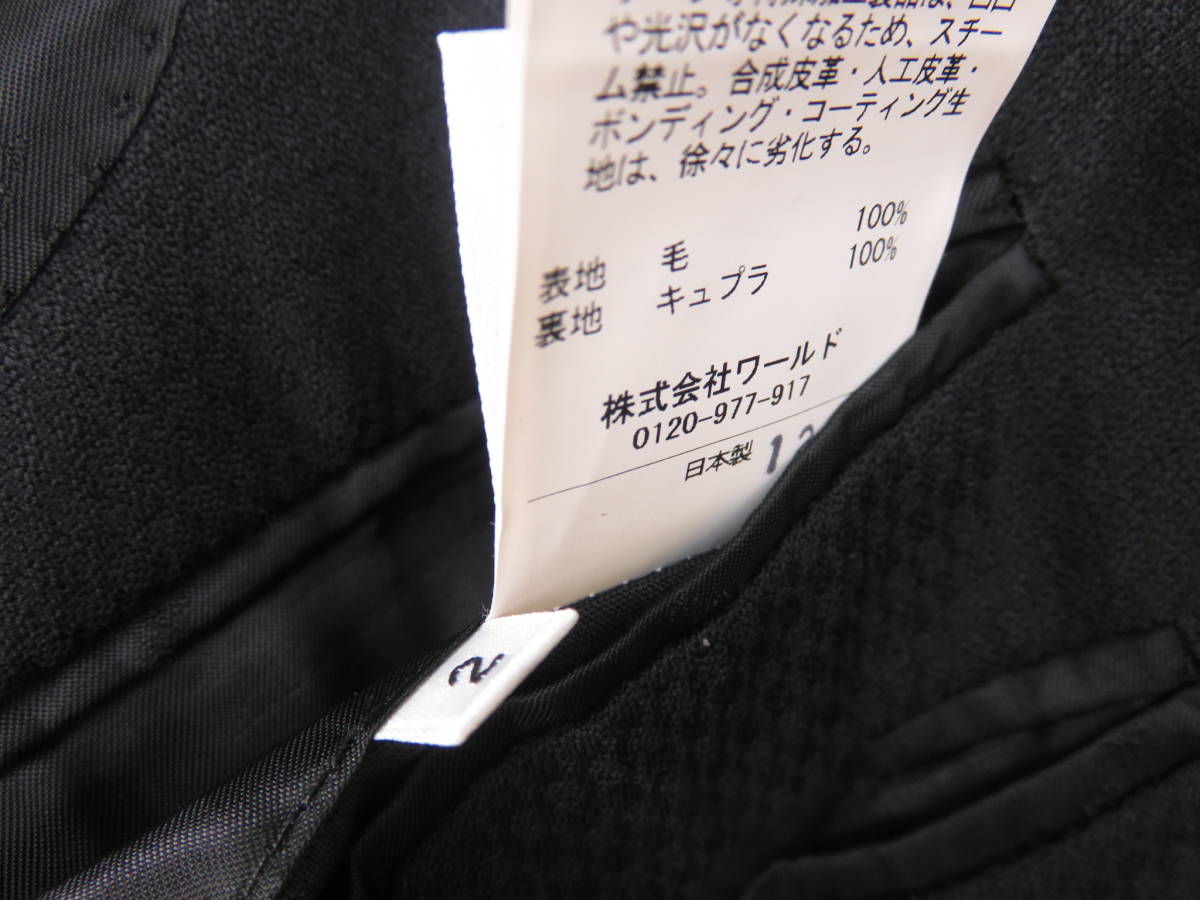 や光沢がなくなるため、スチー
ム禁止。合成皮革・人工皮革・
ボンディング・コーティング生
地は、徐々に劣化する。
表地 毛 100%
裏地 キュプラ 100%
株式会社ワールド
0120-977-917
日本製
2